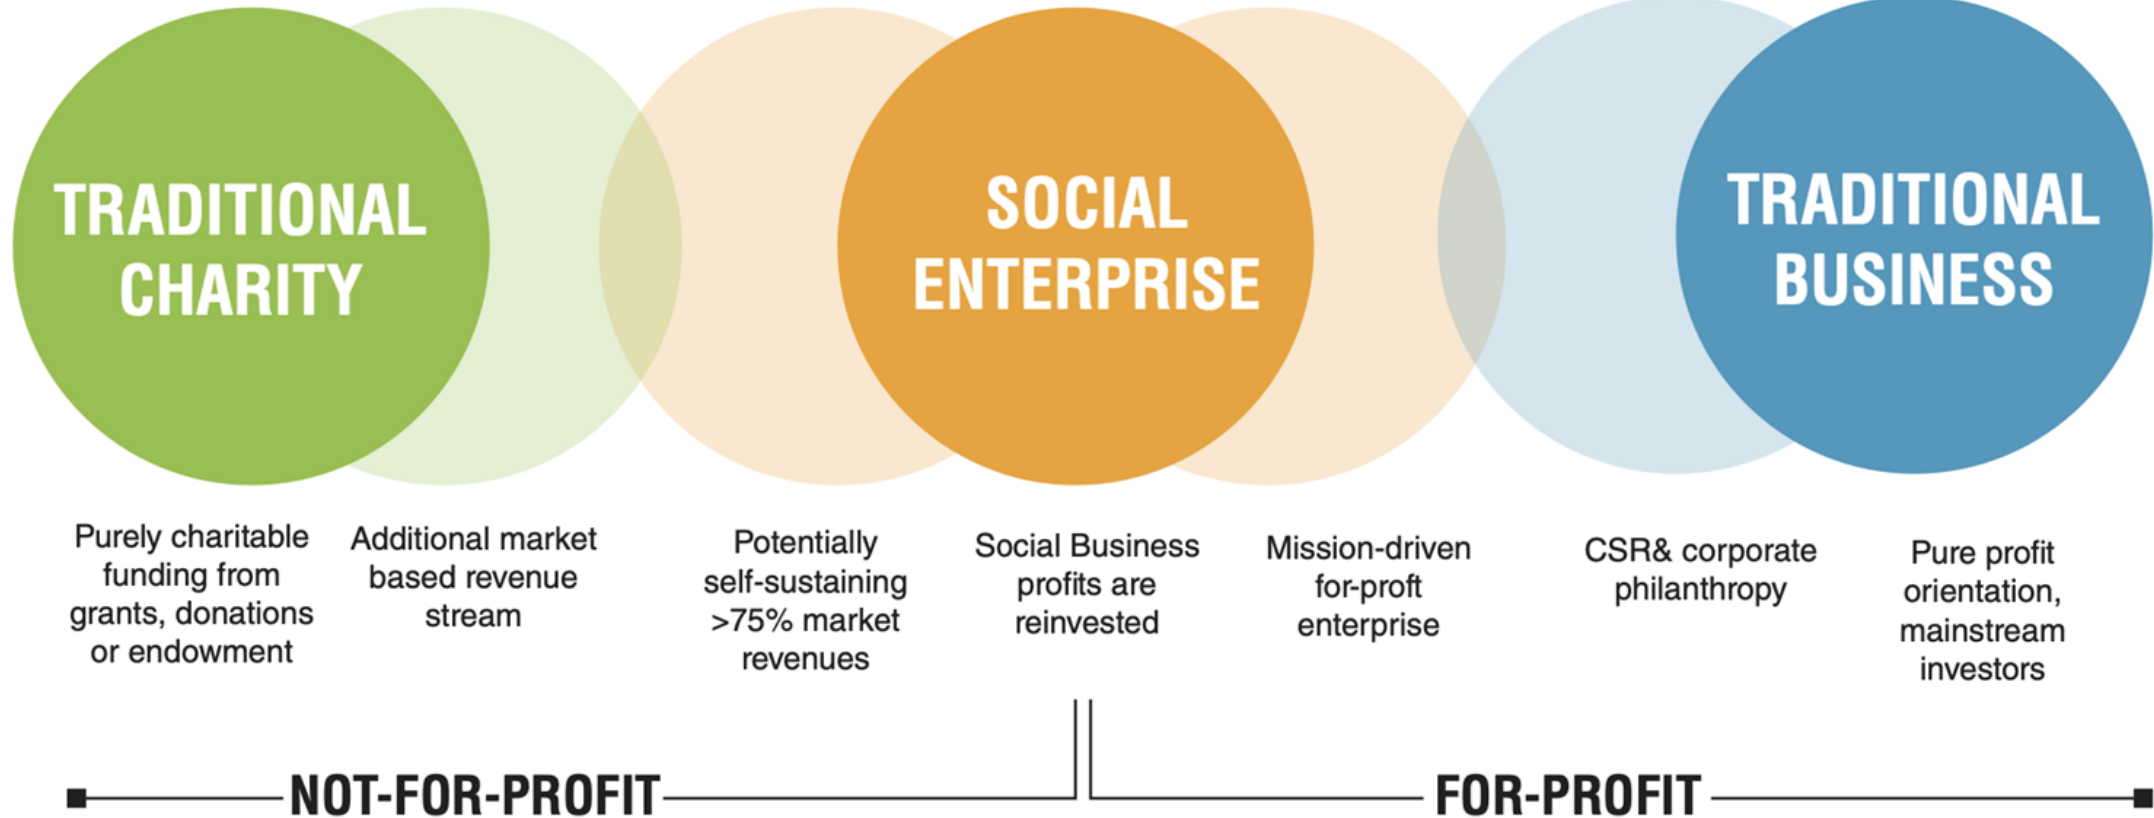 TRADITIONAL
CHARITY
SOCIAL
ENTERPRISE
TRADITIONAL
BUSINESS
Purely charitable
funding from
grants, donations
or endowment
Additional market
based revenue
stream
Potentially
self-sustaining
>75% market
revenues
Social Business
profits are
reinvested
Mission-driven
for-proft
enterprise
CSR& corporate
philanthropy
Pure profit
orientation,
mainstream
investors
NOT-FOR-PROFIT
FOR-PROFIT